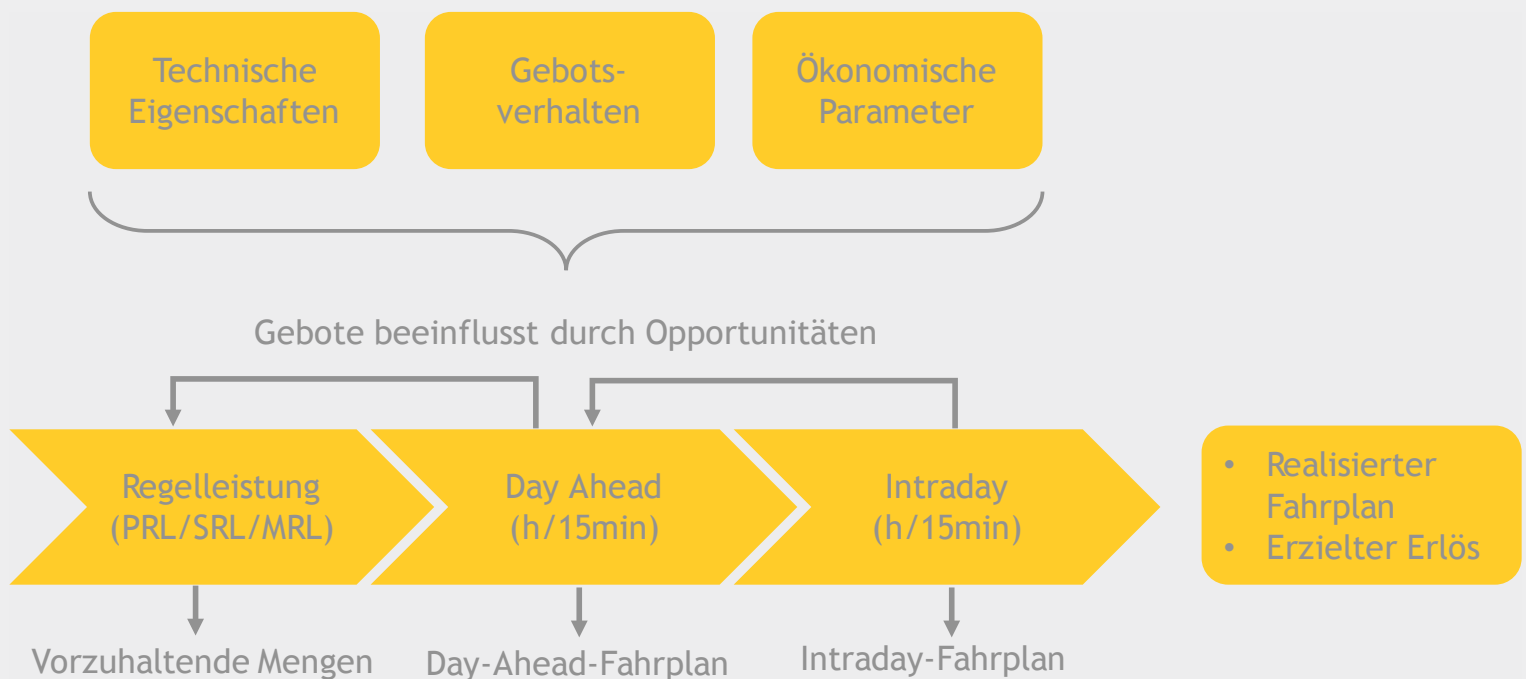 Technische
Eigenschaften
Gebots-
verhalten
Ökonomische
Parameter
Gebote beeinflusst durch Opportunitäten
Regelleistung
(PRL/SRL/MRL)
Day Ahead
(h/15min)
Intraday
(h/15min)
• Realisierter
Fahrplan
• Erzielter Erlös
Vorzuhaltende Mengen
Day-Ahead-Fahrplan
Intraday-Fahrplan